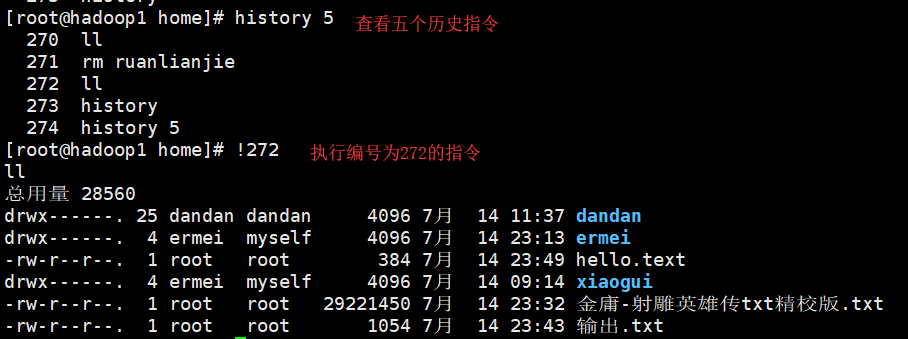 [root@hadoop1 home]# history 5 查看五个历史指令
270 ll
271 rm ruanlianjie
272 ll
273 history
274 history 5
[root@hadoop1 home]# !272 执行编号为272的指令
ll
总用量 28560
drwx------. 25 dandan dandan 4096 7月 14 11:37 dandan
drwx------. 4 ermei myself 4096 7月 14 23:13 ermei
-rw-r--r--. 1 root root 384 7月 14 23:49 hello.text
drwx------. 4 ermei myself 4096 7月 14 09:14 xiaogui
-rw-r--r--. 1 root root 29221450 7月 14 23:32 金庸-射雕英雄传txt精校版.txt
-rw-r--r--. 1 root root 1054 7月 14 23:43 输出.txt